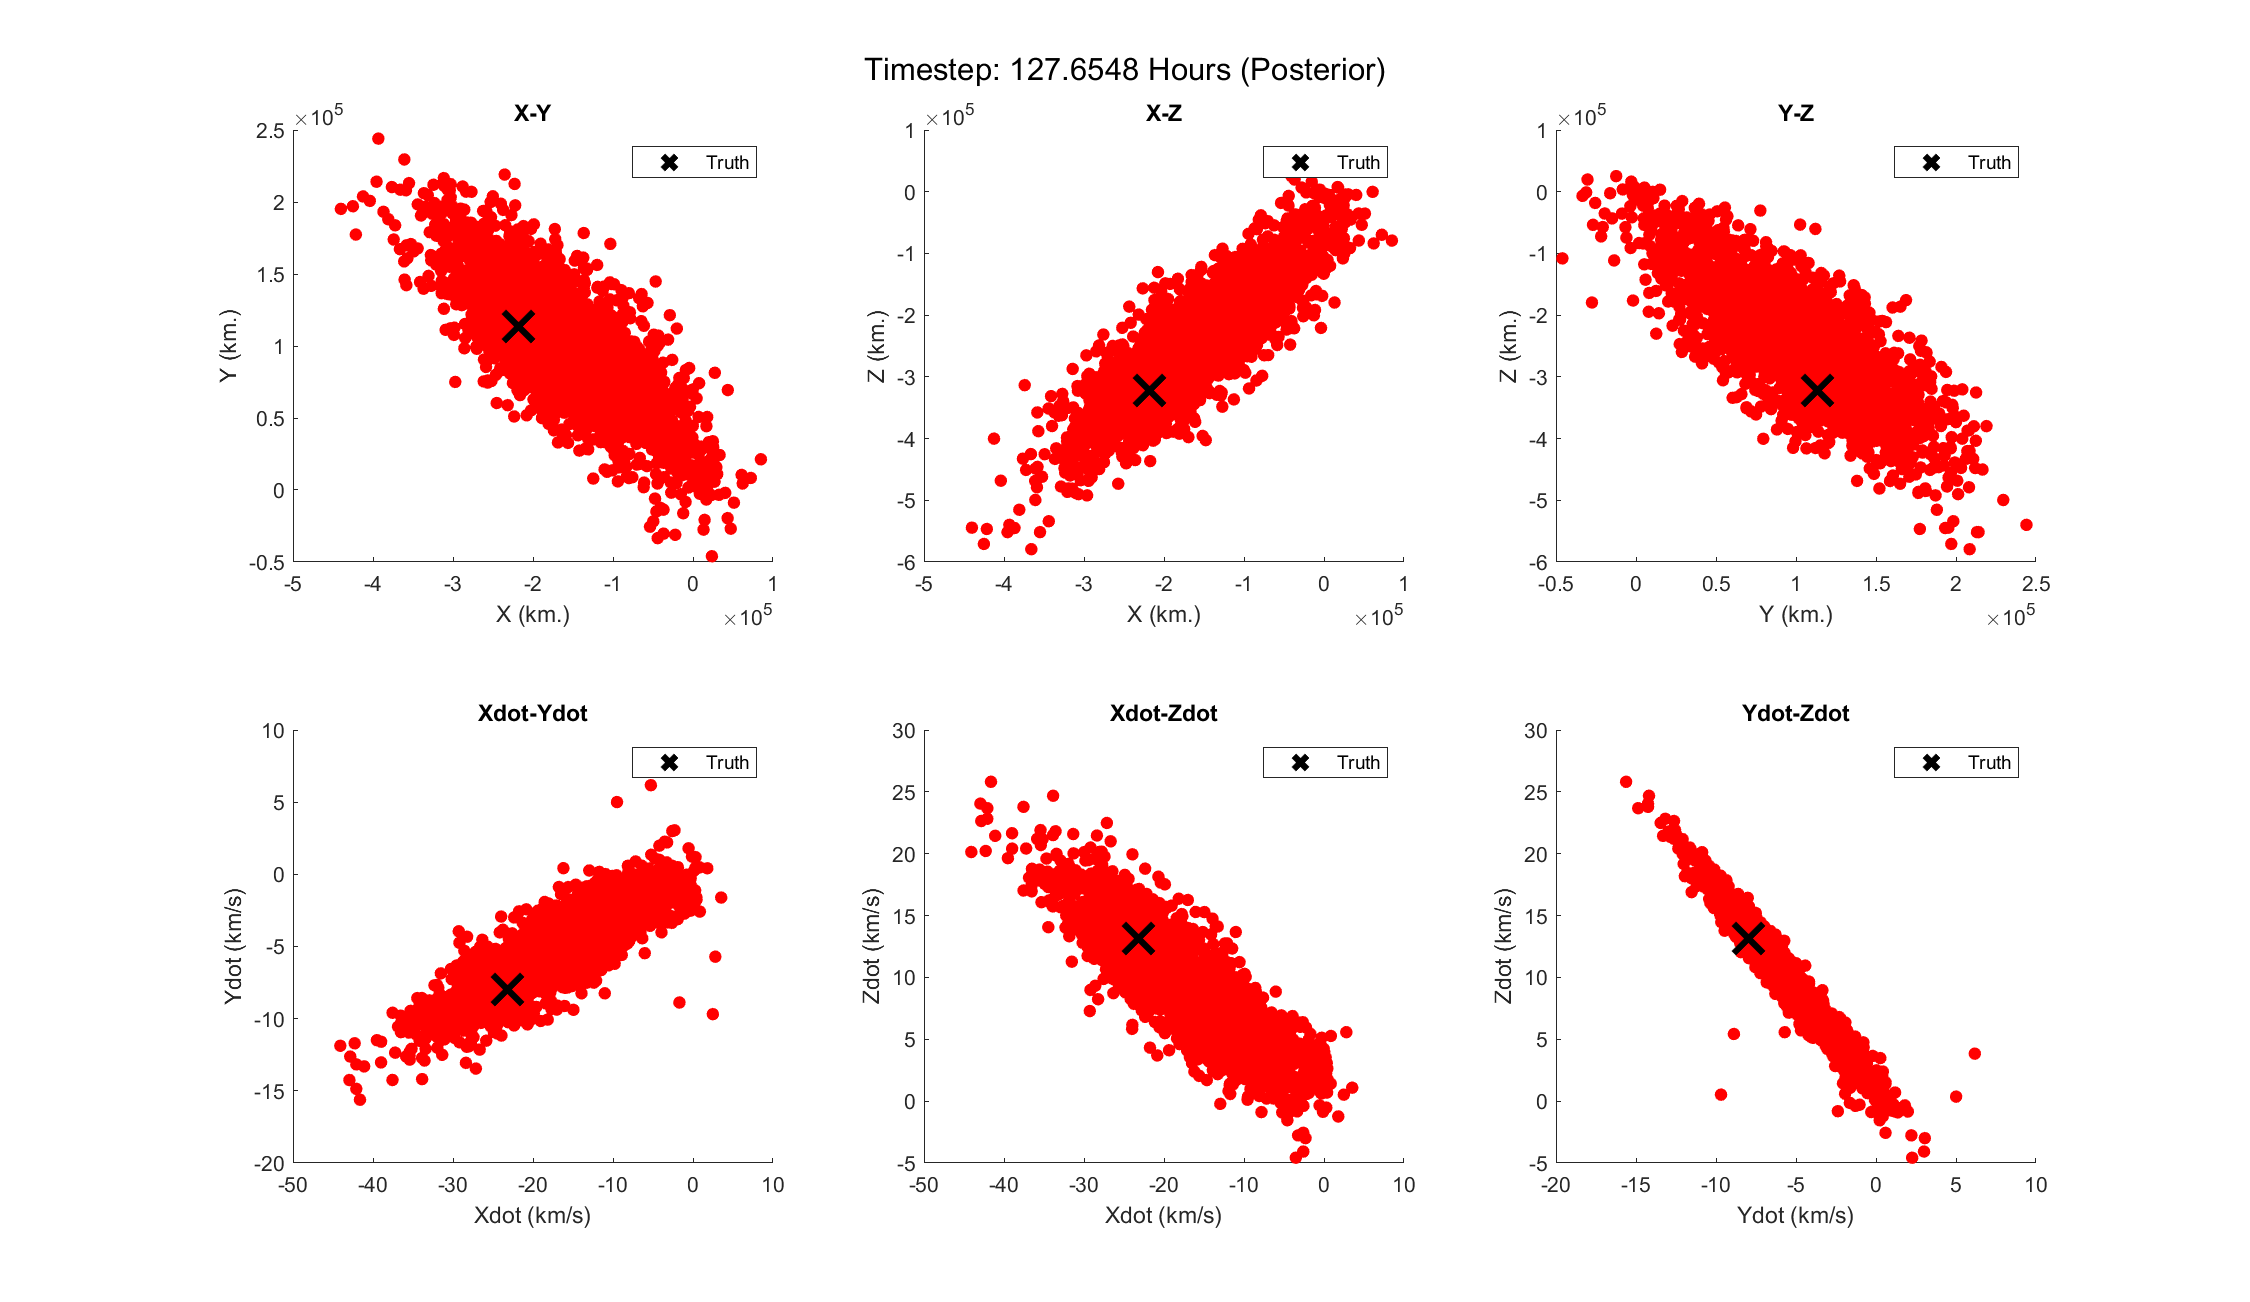 Timestep: 127.6548 Hours (Posterior)
X-Y
×10^5
2.5
2
1.5
1
0.5
0
-0.5
Y (km.)
Truth
-5 -4 -3 -2 -1 0 1
X (km.)
×10^5
X-Z
×10^5
1
0
-1
-2
-3
-4
-5
-6
Z (km.)
Truth
-5 -4 -3 -2 -1 0 1
X (km.)
×10^5
Y-Z
×10^5
1
0
-1
-2
-3
-4
-5
-6
Z (km.)
Truth
-0.5 0 0.5 1 1.5 2 2.5
Y (km.)
×10^5
Xdot-Ydot
10
5
0
-5
-10
-15
-20
Ydot (km/s)
Truth
-50 -40 -30 -20 -10 0 10
Xdot (km/s)
Xdot-Zdot
30
25
20
15
10
5
0
-5
Zdot (km/s)
Truth
-50 -40 -30 -20 -10 0 10
Xdot (km/s)
Ydot-Zdot
30
25
20
15
10
5
0
-5
Zdot (km/s)
Truth
-20 -15 -10 -5 0 5 10
Ydot (km/s)